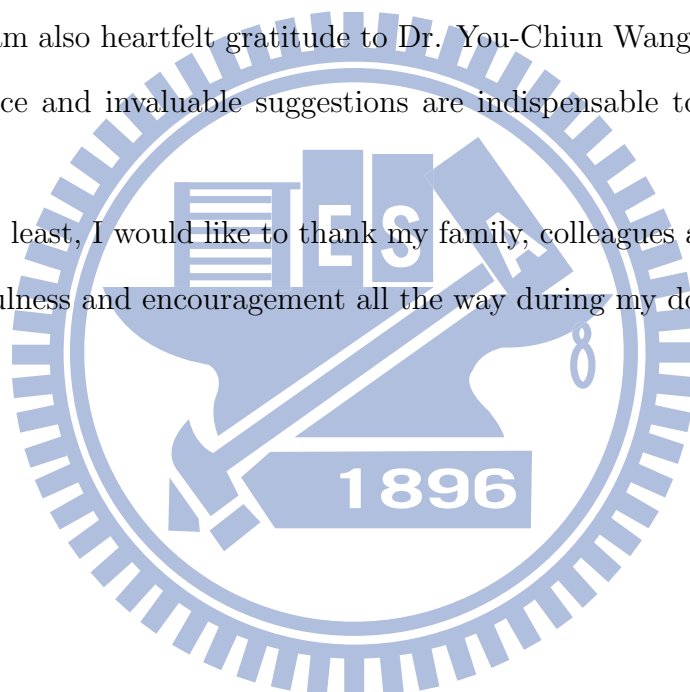 am also heartfelt gratitude to Dr. You-Chiun Wang
ce and invaluable suggestions are indispensable to
least, I would like to thank my family, colleagues a
ulness and encouragement all the way during my do
E S A
1896